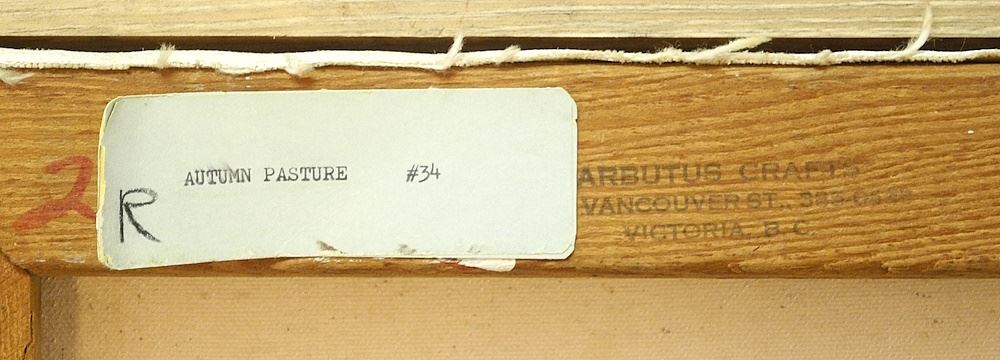 AUTUMN PASTURE #34
R
2
ARBUTUS CRAFTS
VANCOUVER ST.,
VICTORIA, B.C.